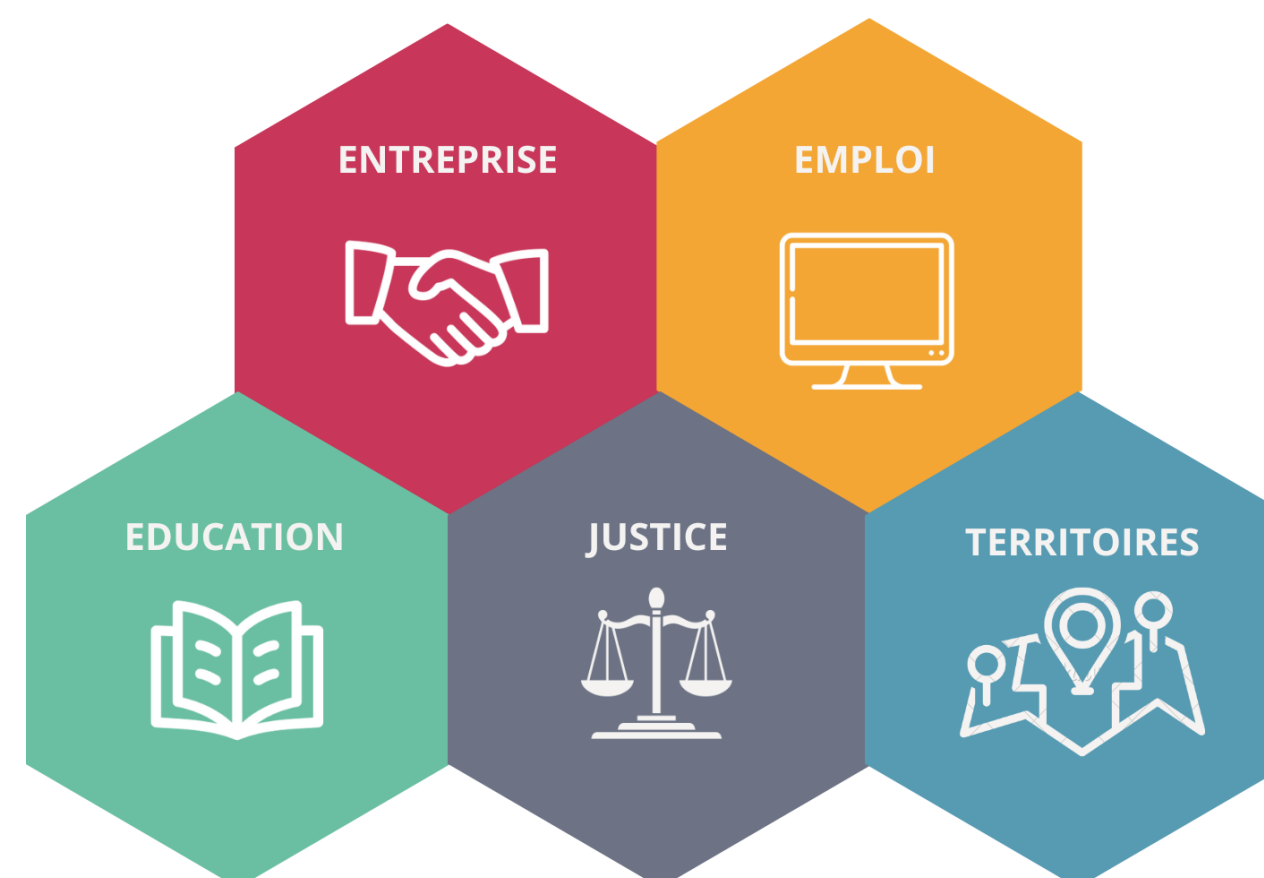 ENTREPRISE
EMPLOI
EDUCATION
JUSTICE
TERRITOIRES